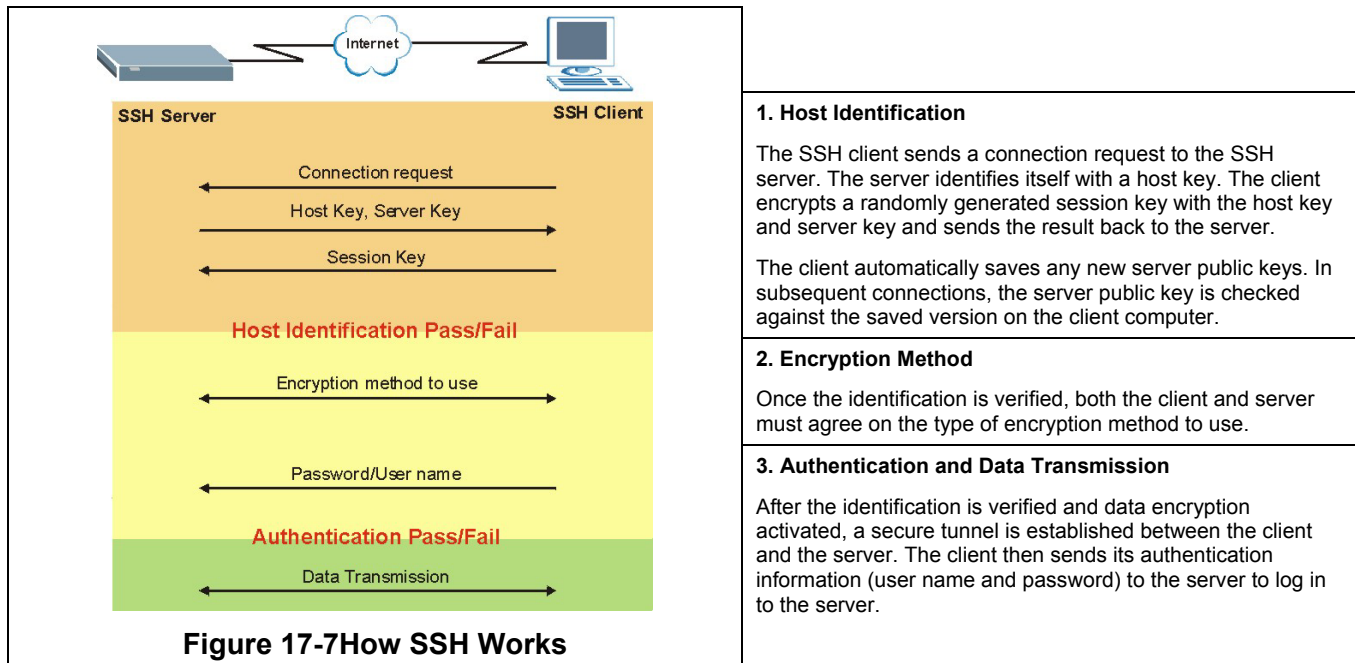 Internet
SSH Server
SSH Client
Connection request
Host Key, Server Key
Session Key
Host Identification Pass/Fail
Encryption method to use
Password/User name
Authentication Pass/Fail
Data Transmission
Figure 17-7How SSH Works
1. Host Identification
The SSH client sends a connection request to the SSH
server. The server identifies itself with a host key. The client
encrypts a randomly generated session key with the host key
and server key and sends the result back to the server.
The client automatically saves any new server public keys. In
subsequent connections, the server public key is checked
against the saved version on the client computer.
2. Encryption Method
Once the identification is verified, both the client and server
must agree on the type of encryption method to use.
3. Authentication and Data Transmission
After the identification is verified and data encryption
activated, a secure tunnel is established between the client
and the server. The client then sends its authentication
information (user name and password) to the server to log in
to the server.